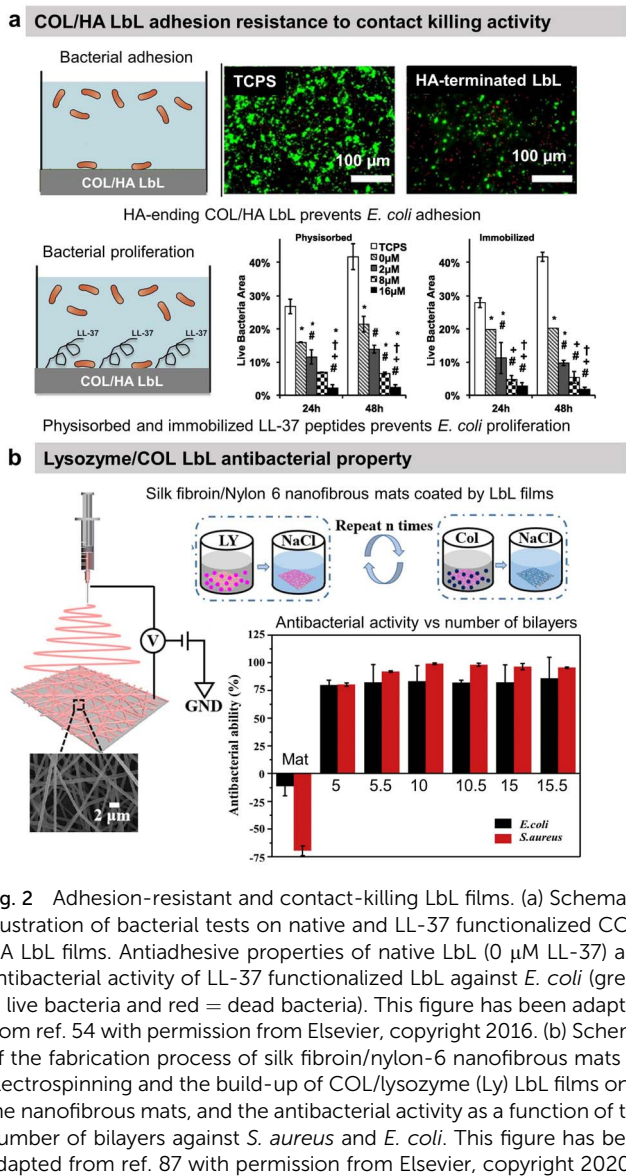 a COL/HA LbL adhesion resistance to contact killing activity
Bacterial adhesion
TCPS
HA-terminated LbL
100 µm
100 µm
COL/HA LbL
HA-ending COL/HA LbL prevents E. coli adhesion
Bacterial proliferation
LL-37
LL-37
LL-37
COL/HA LbL
Physisorbed
Live Bacteria Area
40%
30%
20%
10%
0%
TCPS
0µM
2µM
8µM
16µM
*
*
#
*
†
+
#
*
#
*
#
*
†
+
#
24h
48h
Immobilized
Live Bacteria Area
40%
30%
20%
10%
0%
*
*
#
+
#
†
+
#
*
*
#
+
#
†
+
#
24h
48h
Physisorbed and immobilized LL-37 peptides prevents E. coli proliferation
b Lysozyme/COL LbL antibacterial property
Silk fibroin/Nylon 6 nanofibrous mats coated by LbL films
LY
NaCl
Repeat n times
Col
NaCl
V
GND
2 µm
Antibacterial activity vs number of bilayers
Antibacterial ability (%)
125
100
75
50
25
0
-25
-50
-75
Mat
5
5.5
10
10.5
15
15.5
E.coli
S.aureus
g. 2 Adhesion-resistant and contact-killing LbL films. (a) Schema
ustration of bacterial tests on native and LL-37 functionalized CO
A LbL films. Antiadhesive properties of native LbL (0 µM LL-37) a
ntibacterial activity of LL-37 functionalized LbL against E. coli (gre
live bacteria and red = dead bacteria). This figure has been adapt
om ref. 54 with permission from Elsevier, copyright 2016. (b) Schem
f the fabrication process of silk fibroin/nylon-6 nanofibrous mats
lectrospinning and the build-up of COL/lysozyme (Ly) LbL films on
ne nanofibrous mats, and the antibacterial activity as a function of t
umber of bilayers against S. aureus and E. coli. This figure has be
dapted from ref. 87 with permission from Elsevier, copyright 2020